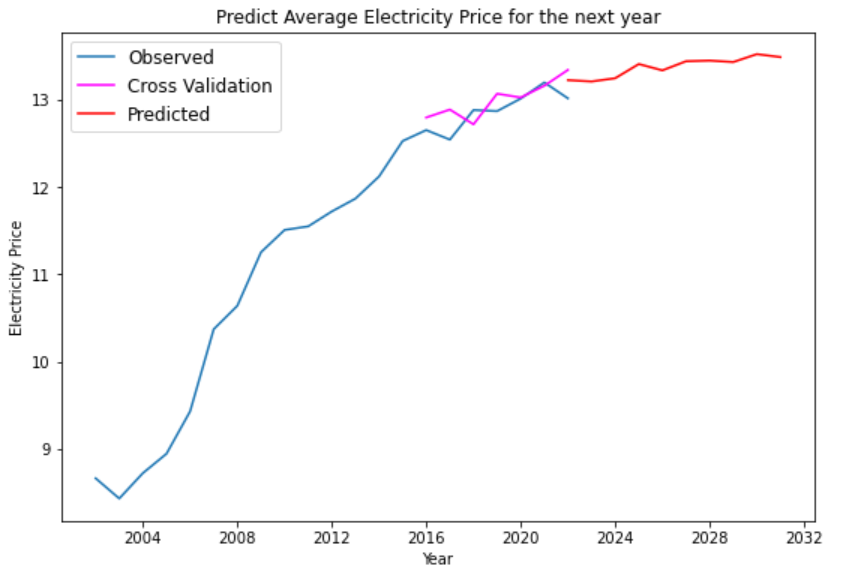 Predict Average Electricity Price for the next year
Observed
Cross Validation
Predicted
13
12
11
10
9
Electricity Price
2004 2008 2012 2016 2020 2024 2028 2032
Year